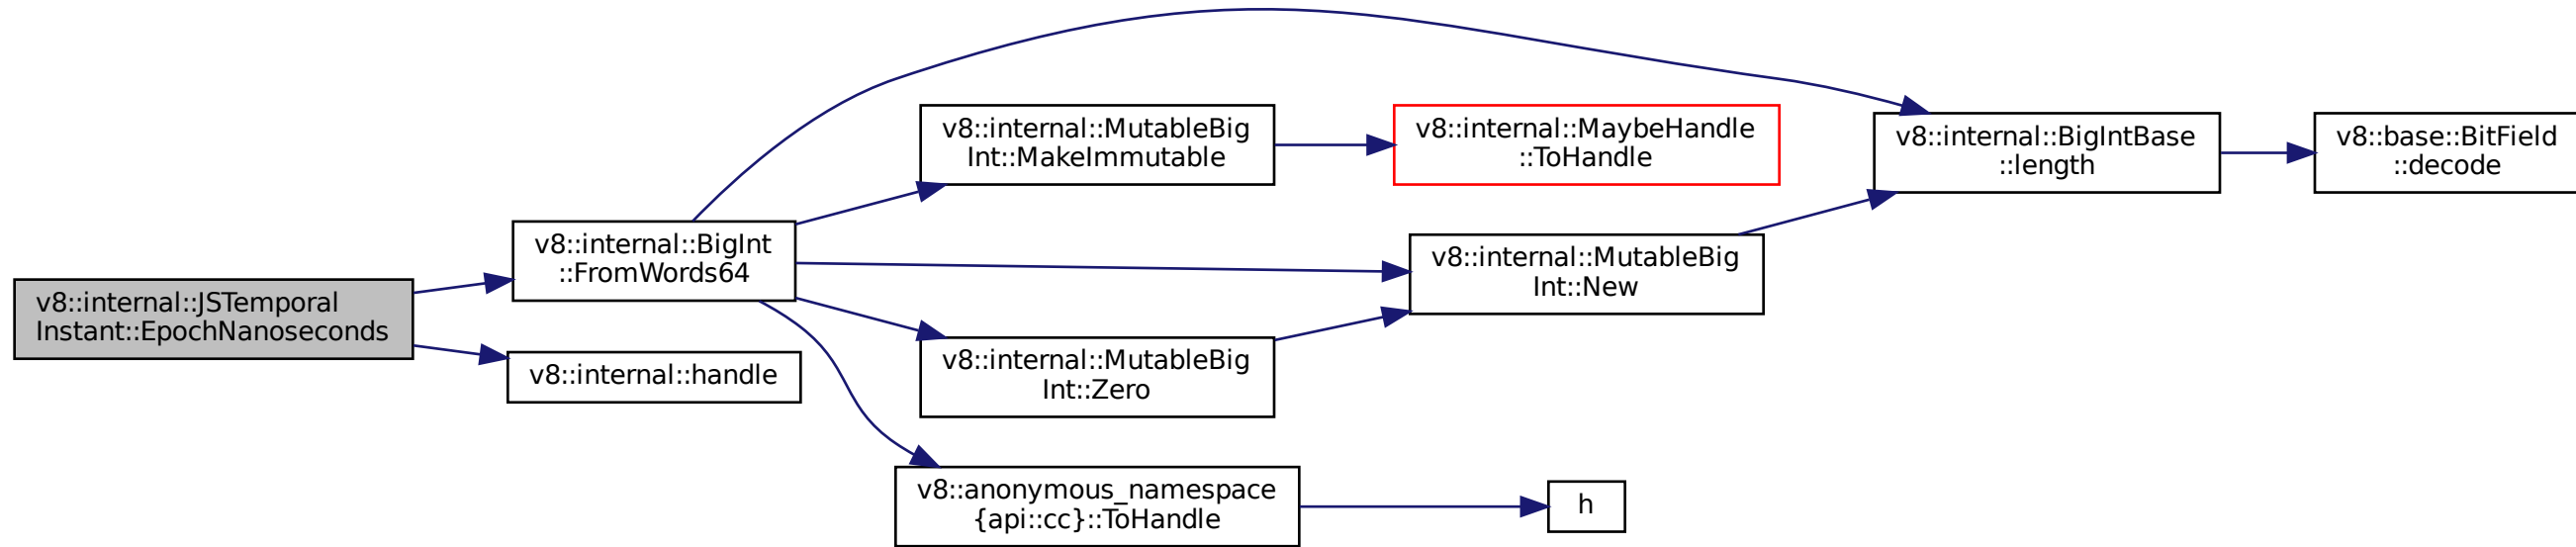 v8::internal::JSTemporal
Instant::EpochNanoseconds
v8::internal::BigInt
::FromWords64
v8::internal::handle
v8::internal::MutableBig
Int::MakeImmutable
v8::internal::MutableBig
Int::Zero
v8::anonymous_namespace
{api::cc}::ToHandle
v8::internal::MaybeHandle
::ToHandle
v8::internal::MutableBig
Int::New
h
v8::internal::BigIntBase
::length
v8::base::BitField
::decode